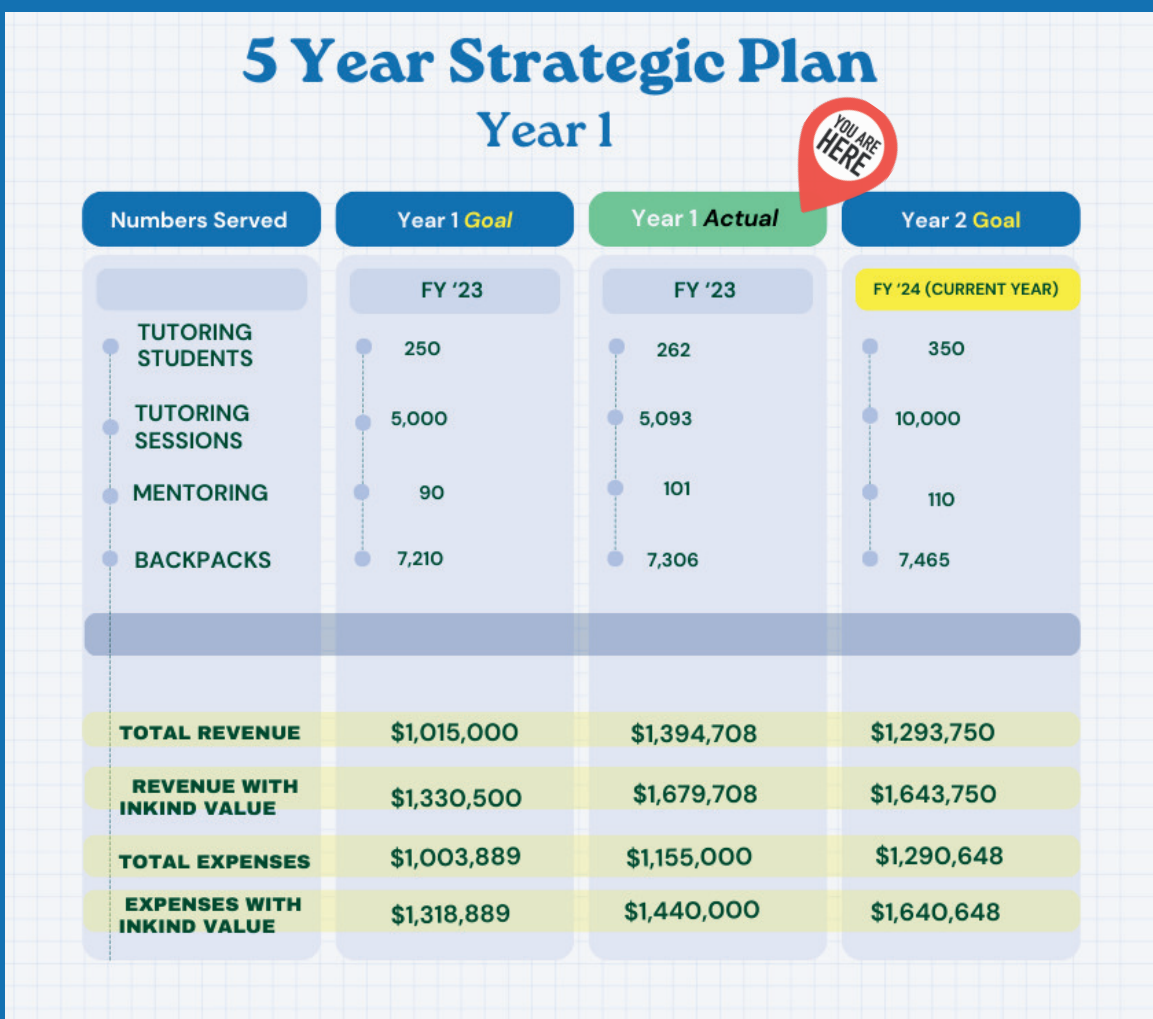 5 Year Strategic Plan
Year 1
YOU ARE
HERE
Numbers Served
Year 1 Goal
Year 1 Actual
Year 2 Goal
FY ‘23
FY ‘23
FY ‘24 (CURRENT YEAR)
TUTORING
STUDENTS
250
262
350
TUTORING
SESSIONS
5,000
5,093
10,000
MENTORING
90
101
110
BACKPACKS
7,210
7,306
7,465
TOTAL REVENUE
$1,015,000
$1,394,708
$1,293,750
REVENUE WITH
INKIND VALUE
$1,330,500
$1,679,708
$1,643,750
TOTAL EXPENSES
$1,003,889
$1,155,000
$1,290,648
EXPENSES WITH
INKIND VALUE
$1,318,889
$1,440,000
$1,640,648